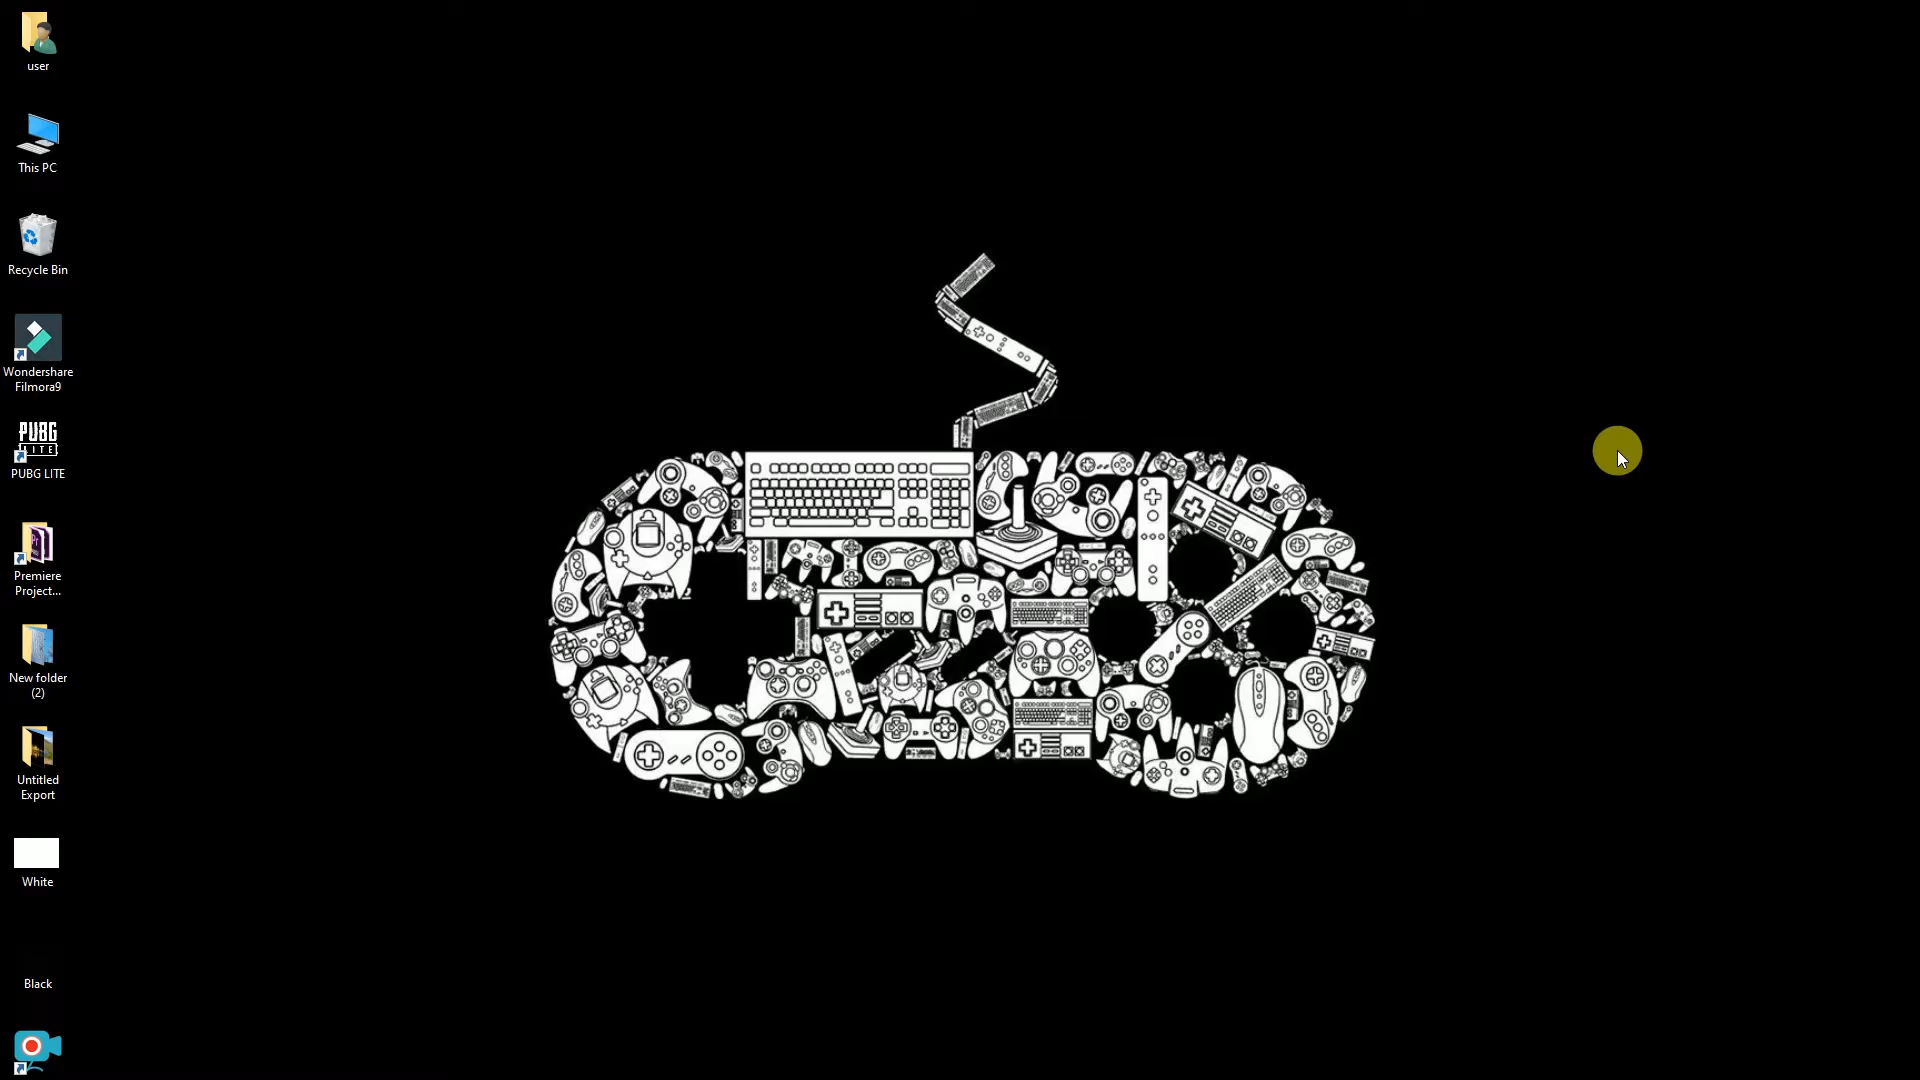 user
This PC
Recycle Bin
Wondershare
Filmora9
PUBG
LITE
PUBG LITE
Pr
Premiere
Project...
New folder
(2)
Untitled
Export
White
Black